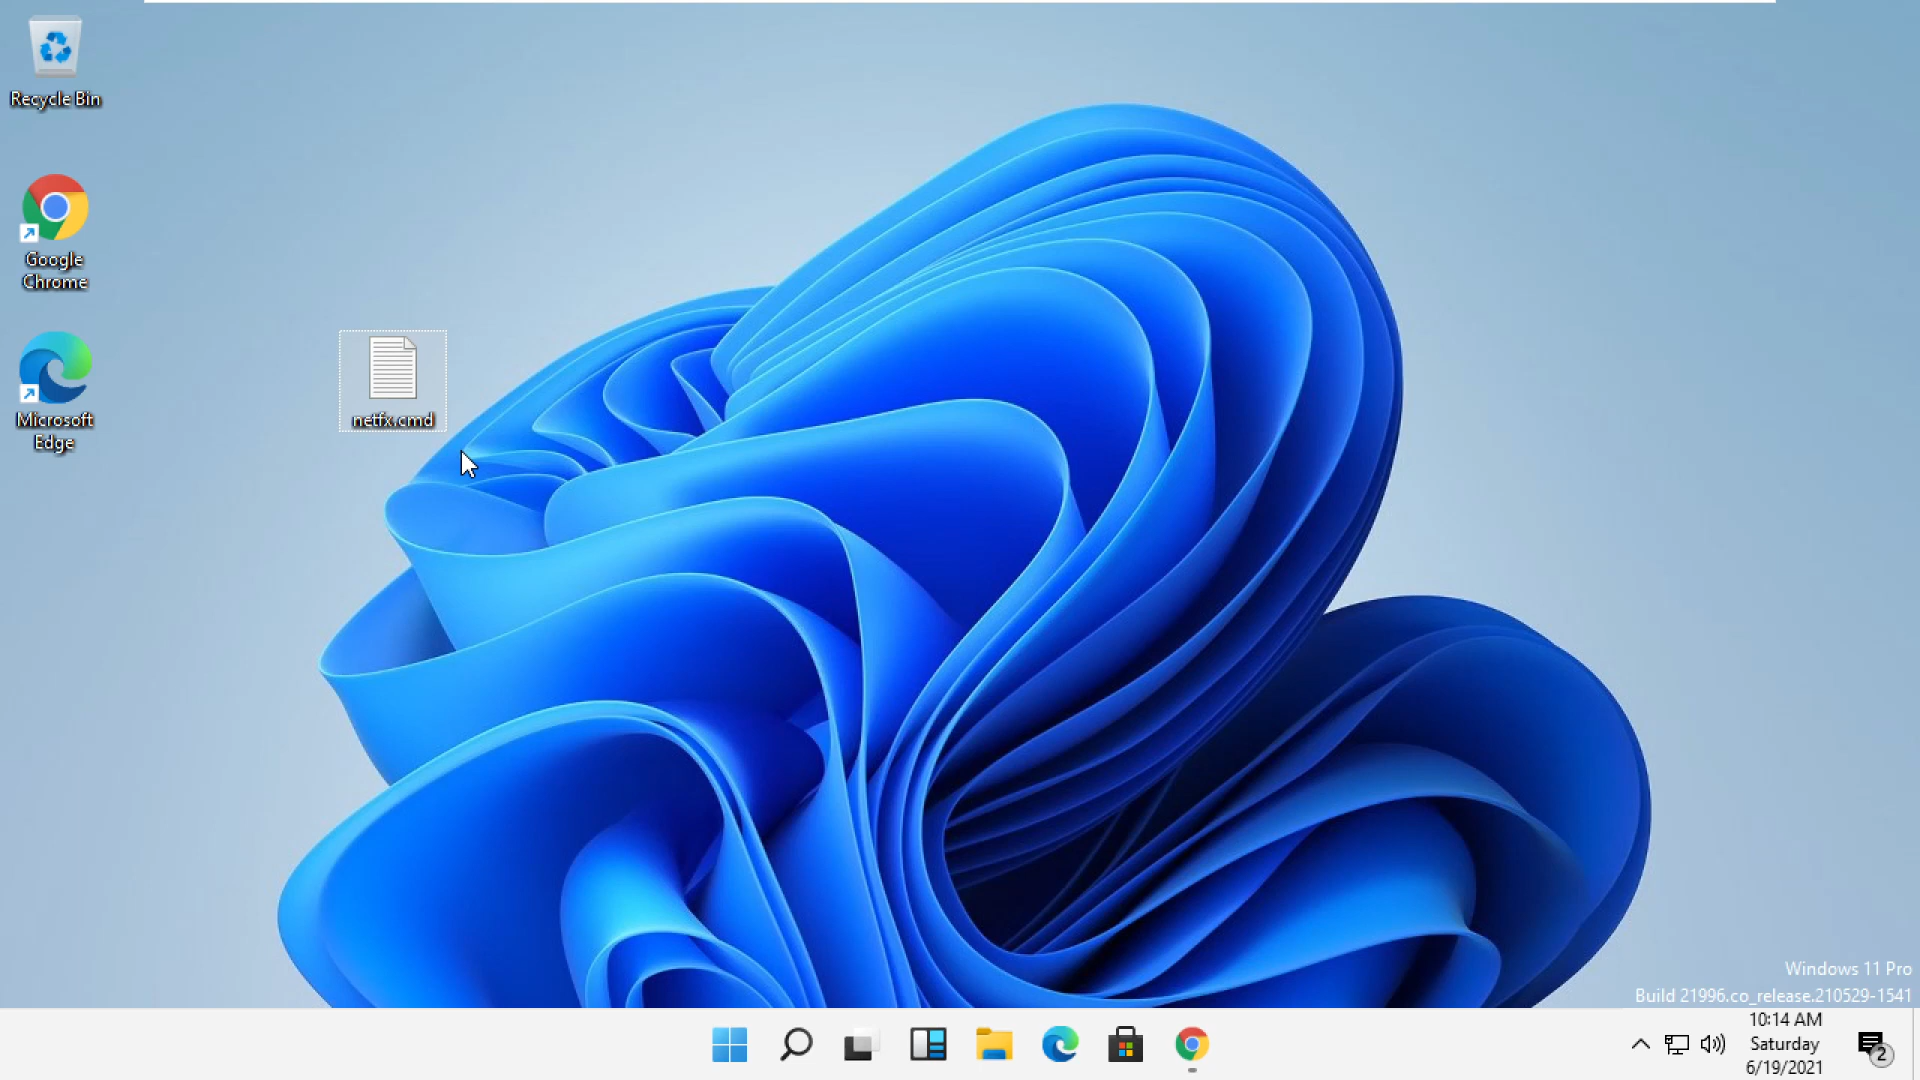 Recycle Bin
Google
Chrome
netfx.cmd
Microsoft
Edge
Windows 11 Pro
Build 21996.co_release.210529-1541
10:14 AM
Saturday
6/19/2021
2